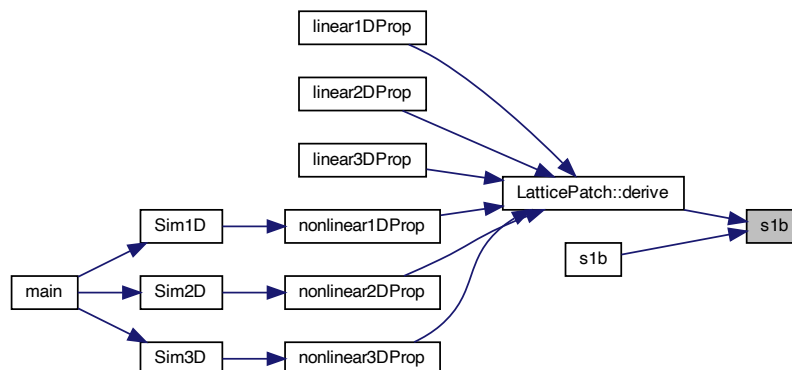 linear1DProp
linear2DProp
linear3DProp
LatticePatch::derive
s1b
Sim1D
nonlinear1DProp
s1b
main
Sim2D
nonlinear2DProp
Sim3D
nonlinear3DProp